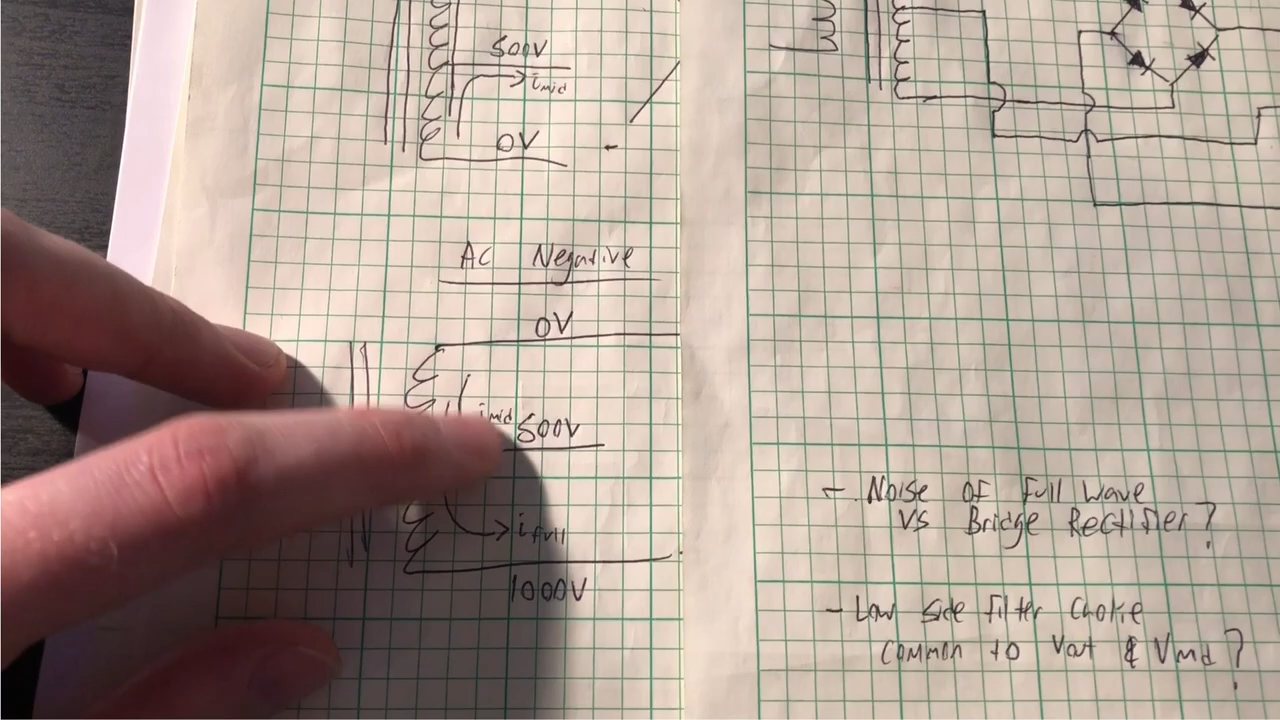 500V
imid
0V
AC Negative
0V
imid 500V
ifull
1000V
- Noise of full wave
vs Bridge Rectifier?
- Low side filter choke
common to Vout & Vmid?